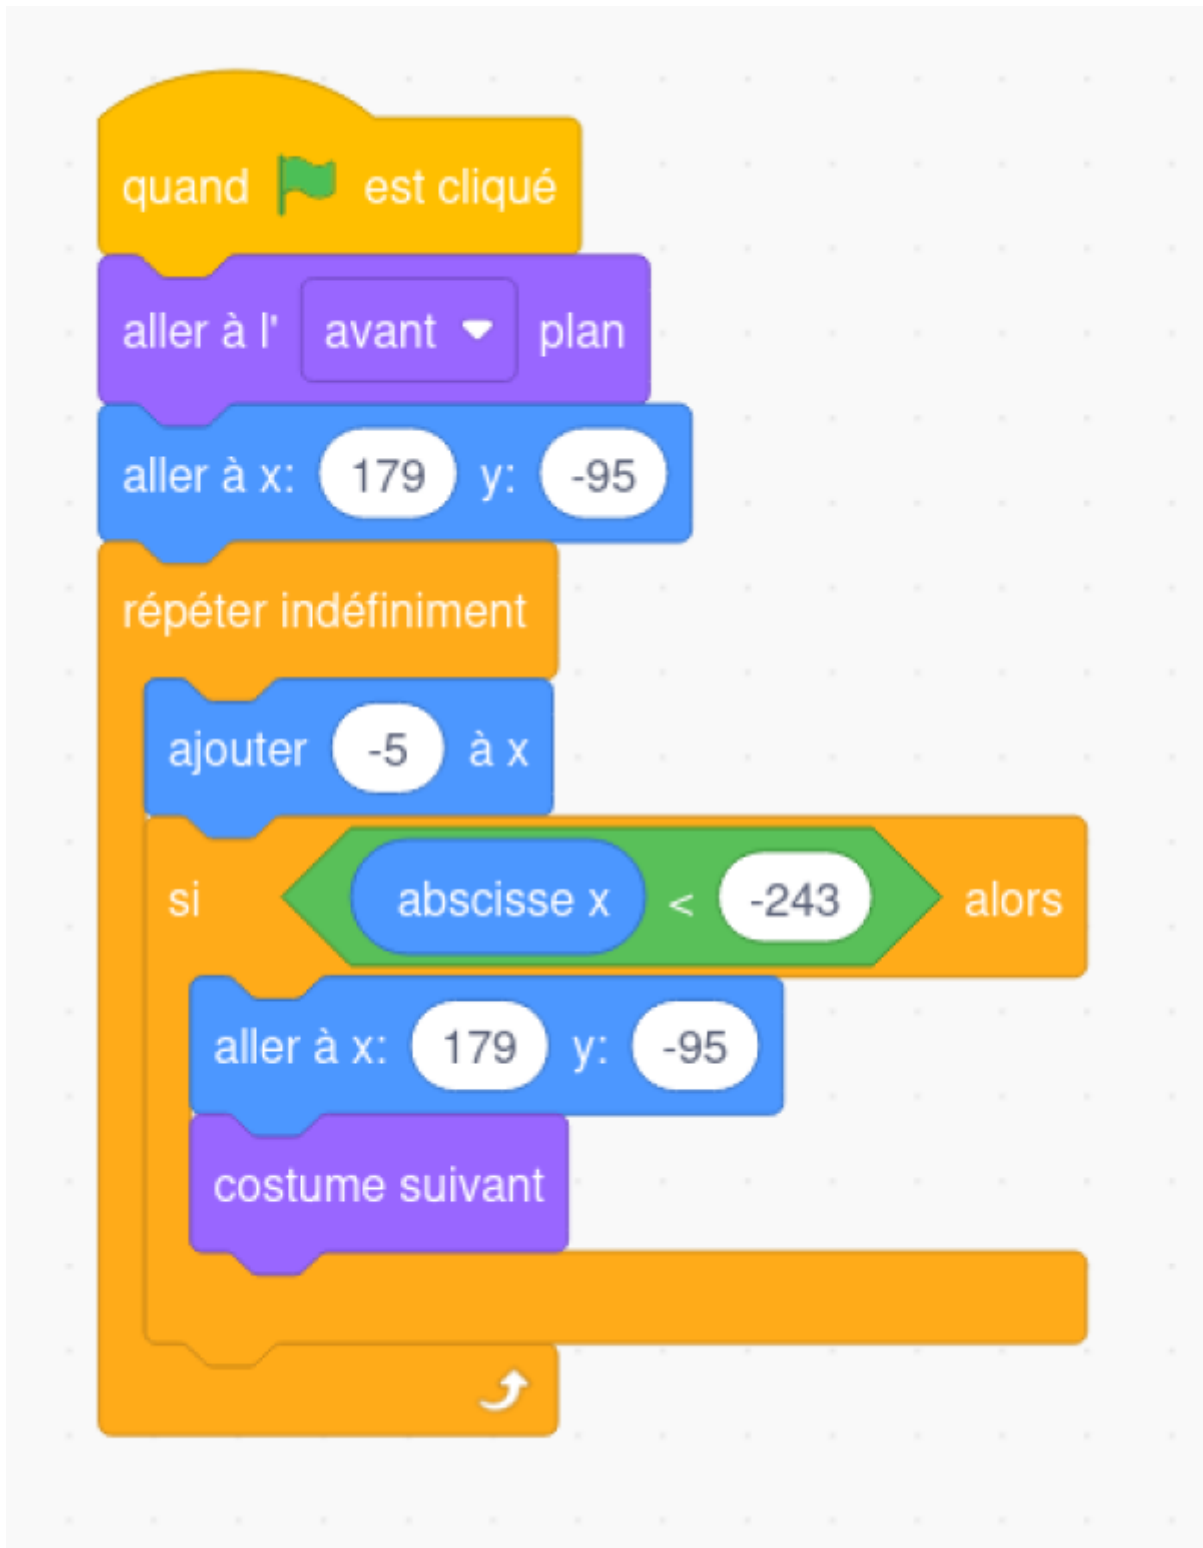 quand est cliqué
aller à l' avant plan
aller à x: 179 y: -95
répéter indéfiniment
ajouter -5 à x
si abscisse x < -243 alors
aller à x: 179 y: -95
costume suivant